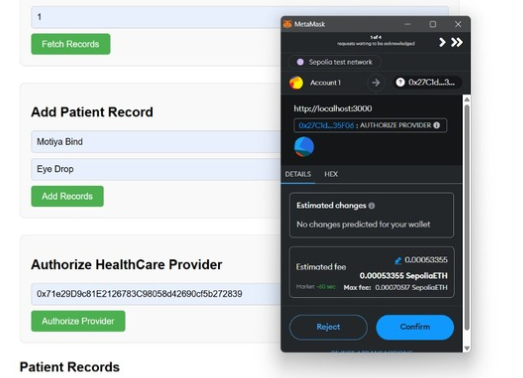 1
Fetch Records
Add Patient Record
Motiya Bind
Eye Drop
Add Records
Authorize HealthCare Provider
0x71e29D9c81E2126783C98058d42690cf5b272839
Authorize Provider
Patient Records
MetaMask
1 of 4
requests waiting to be acknowledged
Sepolia test network
Account 1
0x27C1d...3...
http://localhost:3000
0x27C1d...35F0d : AUTHORIZE PROVIDER
DETAILS HEX
Estimated changes
No changes predicted for your wallet
Estimated fee
0.00053355
0.00053355 SepoliaETH
Market ~60 sec Max fee: 0.00070517 SepoliaETH
Reject Confirm